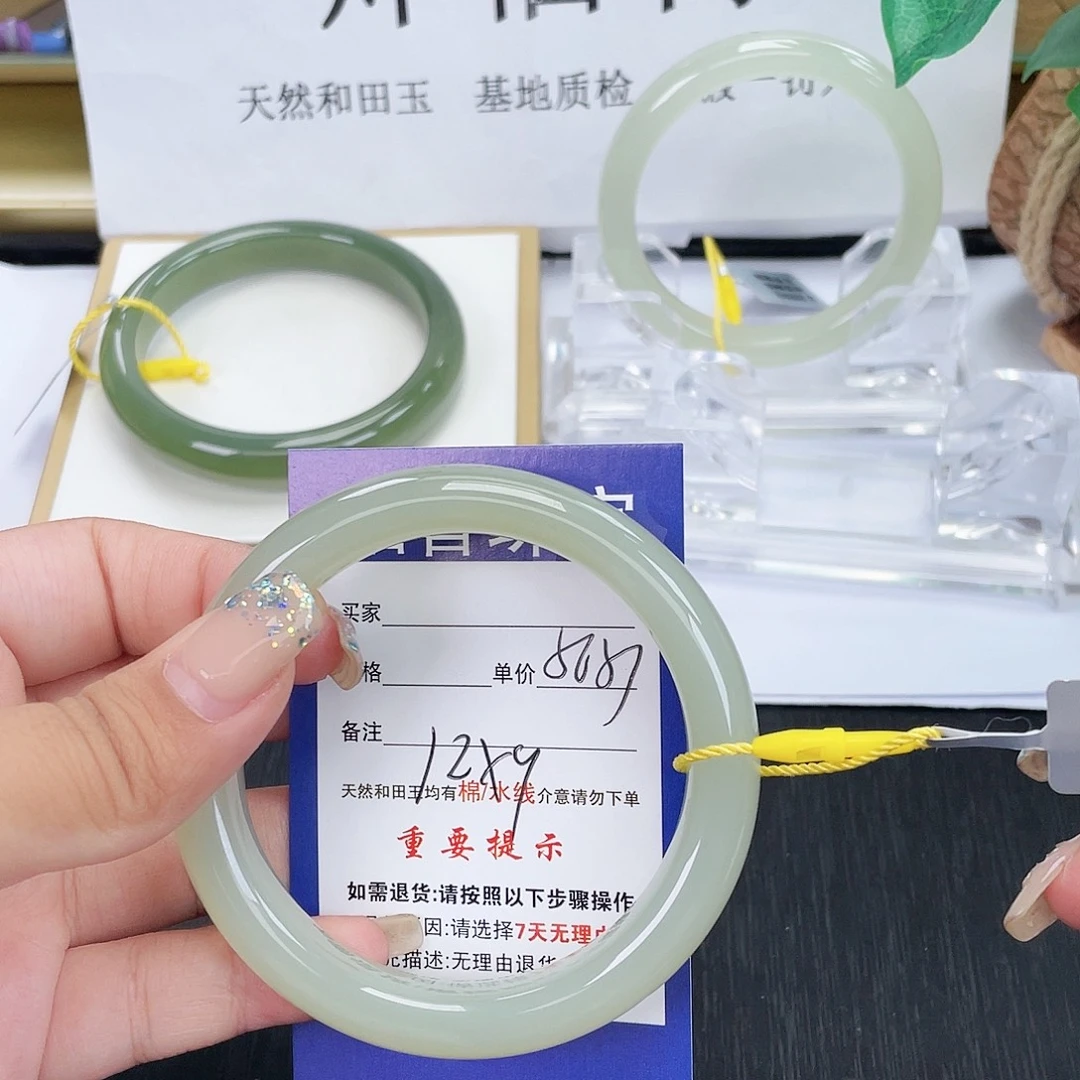 天然和田玉 基地质检
买家
格 单价
备注 12x9
天然和田玉均有棉/水线介意请勿下单
重要提示
如需退货:请按照以下步骤操作
因:请选择7天无理由
描述:无理由退货